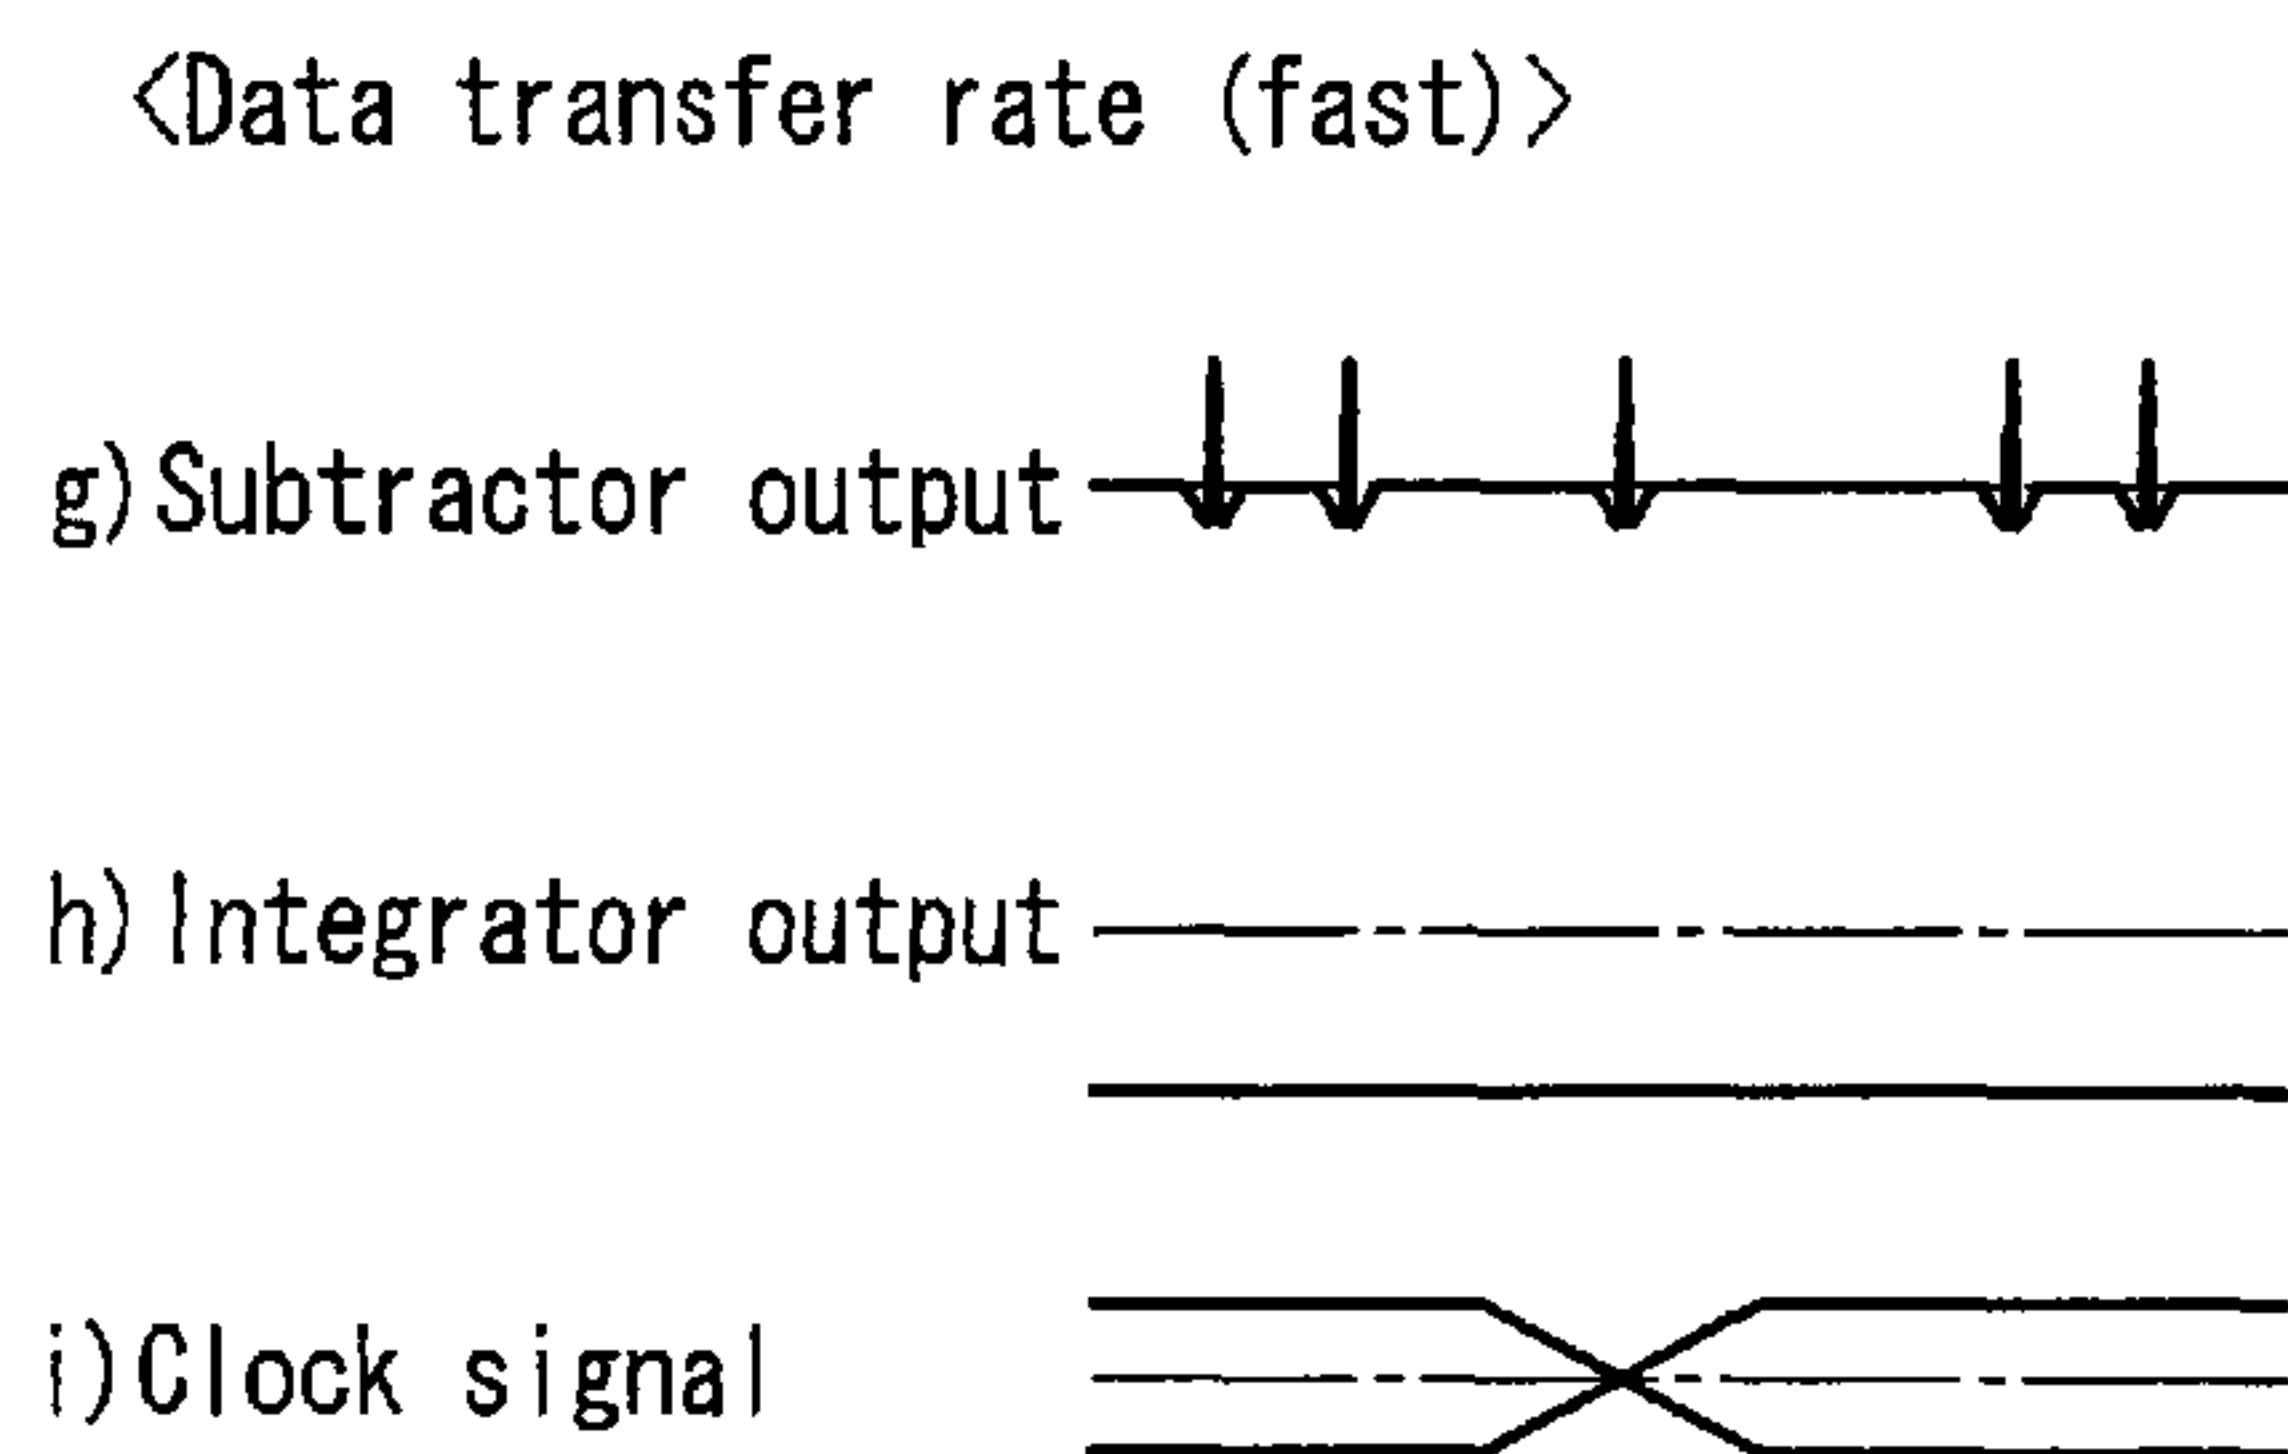 <Data transfer rate (fast)>
g)Subtractor output
h)Integrator output
i)Clock signal